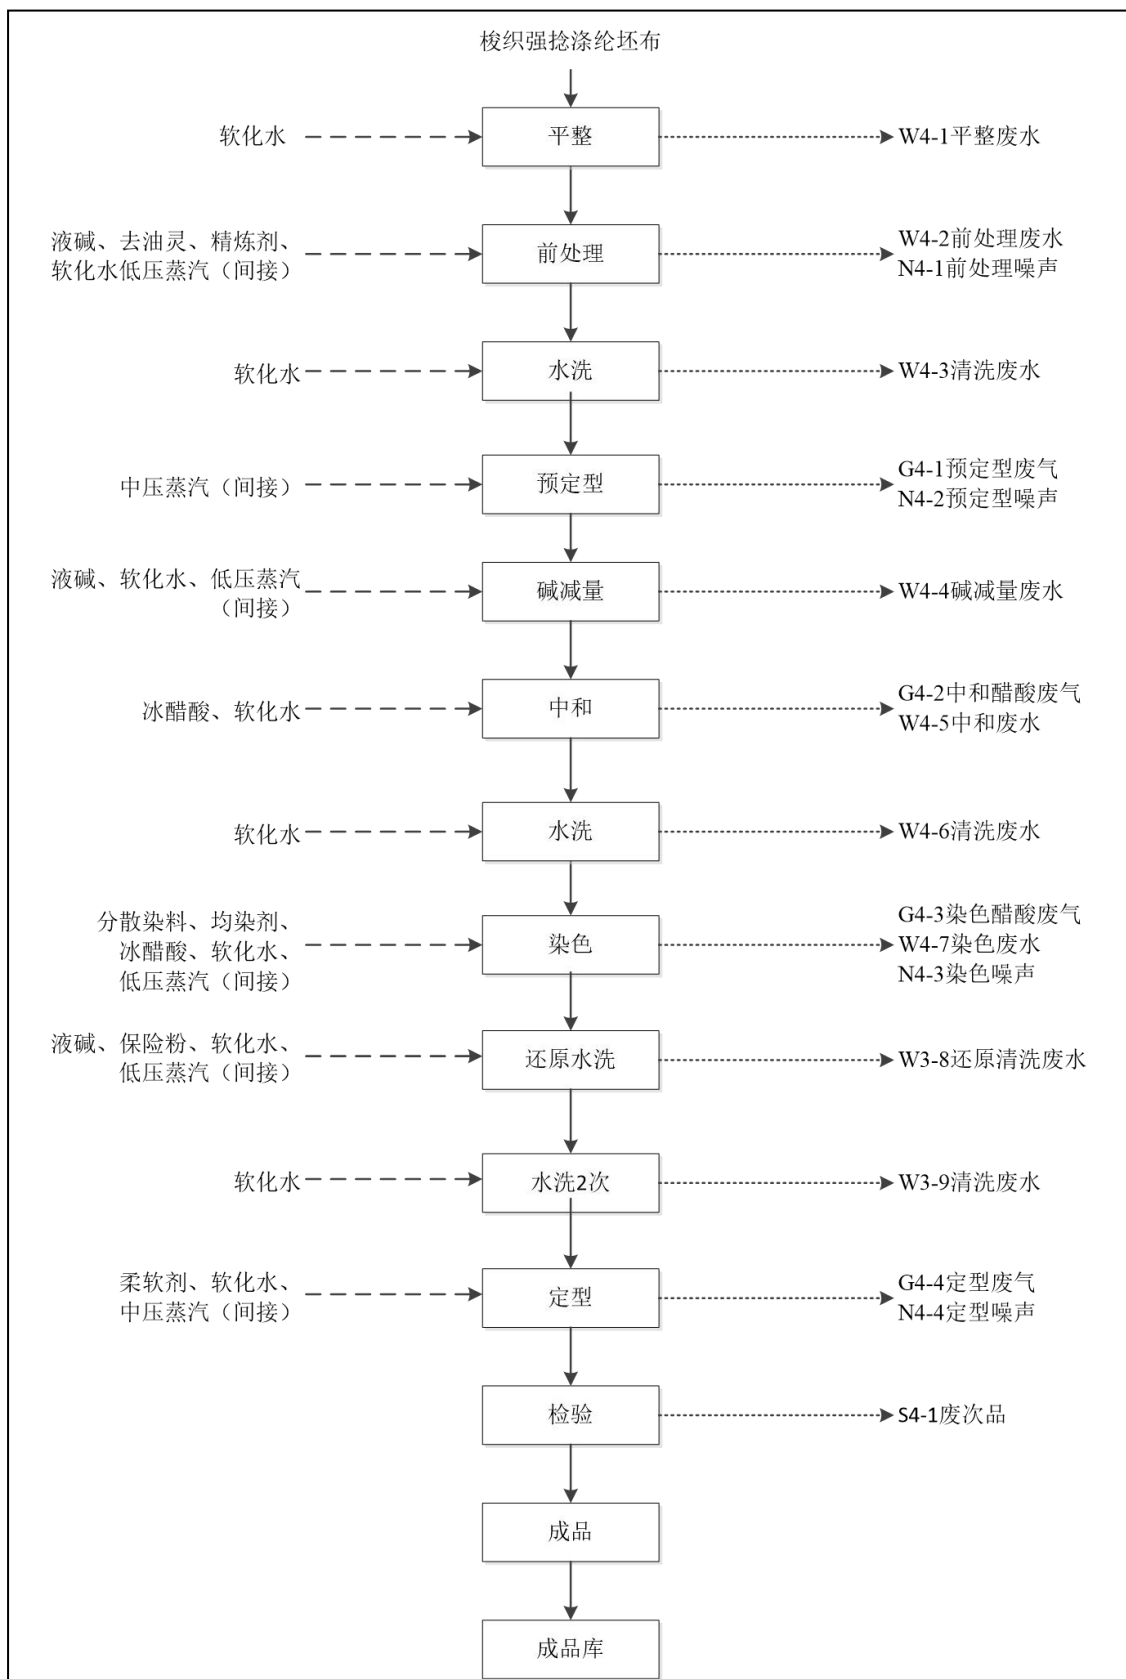 梭织强捻涤纶坯布
软化水
平整
W4-1平整废水
液碱、去油灵、精炼剂、
软化水低压蒸汽（间接）
前处理
W4-2前处理废水
N4-1前处理噪声
软化水
水洗
W4-3清洗废水
中压蒸汽（间接）
预定型
G4-1预定型废气
N4-2预定型噪声
液碱、软化水、低压蒸汽
（间接）
碱减量
W4-4碱减量废水
冰醋酸、软化水
中和
G4-2中和醋酸废气
W4-5中和废水
软化水
水洗
W4-6清洗废水
分散染料、均染剂、
冰醋酸、软化水、
低压蒸汽（间接）
染色
G4-3染色醋酸废气
W4-7染色废水
N4-3染色噪声
液碱、保险粉、软化水、
低压蒸汽（间接）
还原水洗
W3-8还原清洗废水
软化水
水洗2次
W3-9清洗废水
柔软剂、软化水、
中压蒸汽（间接）
定型
G4-4定型废气
N4-4定型噪声
检验
S4-1废次品
成品
成品库